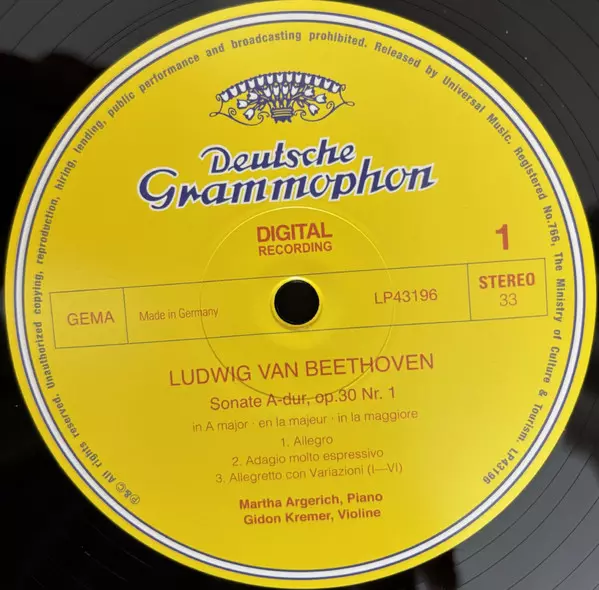 Unauthorized copying, reproduction, hiring, lending, public performance and broadcasting prohibited. Released by Universal Music. Registered No.766, The Ministry of Culture & Tourism. LP43196
Deutsche
Grammophon
DIGITAL
RECORDING
1
GEMA
Made in Germany
LP43196
STEREO
33
LUDWIG VAN BEETHOVEN
Sonate A-dur, op.30 Nr. 1
in A major · en la majeur · in la maggiore
1. Allegro
2. Adagio molto espressivo
3. Allegretto con Variazioni (I—VI)
Martha Argerich, Piano
Gidon Kremer, Violine
P&C All rights reserved.